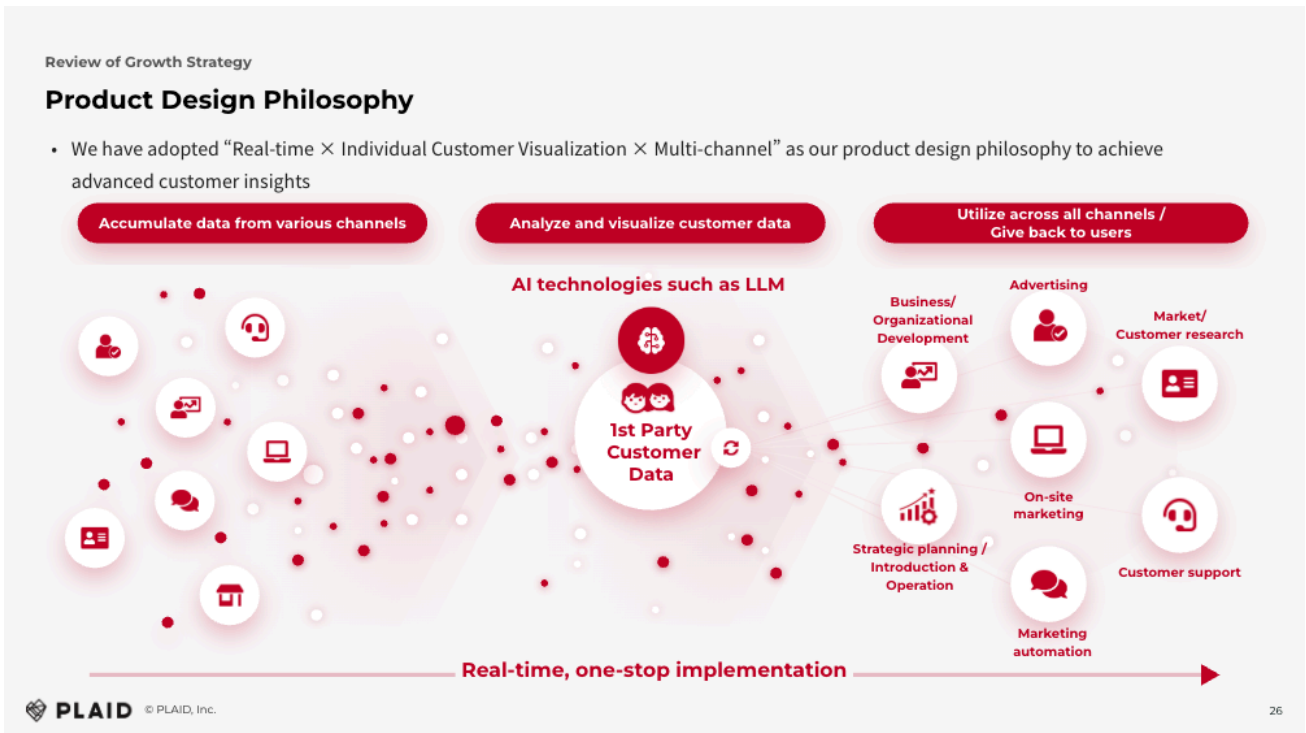 Review of Growth Strategy
Product Design Philosophy
• We have adopted “Real-time × Individual Customer Visualization × Multi-channel” as our product design philosophy to achieve
advanced customer insights
Accumulate data from various channels
Analyze and visualize customer data
Utilize across all channels /
Give back to users
AI technologies such as LLM
1st Party
Customer
Data
Business/
Organizational
Development
Advertising
Market/
Customer research
On-site
marketing
Strategic planning /
Introduction &
Operation
Customer support
Marketing
automation
Real-time, one-stop implementation
PLAID © PLAID, Inc.
26